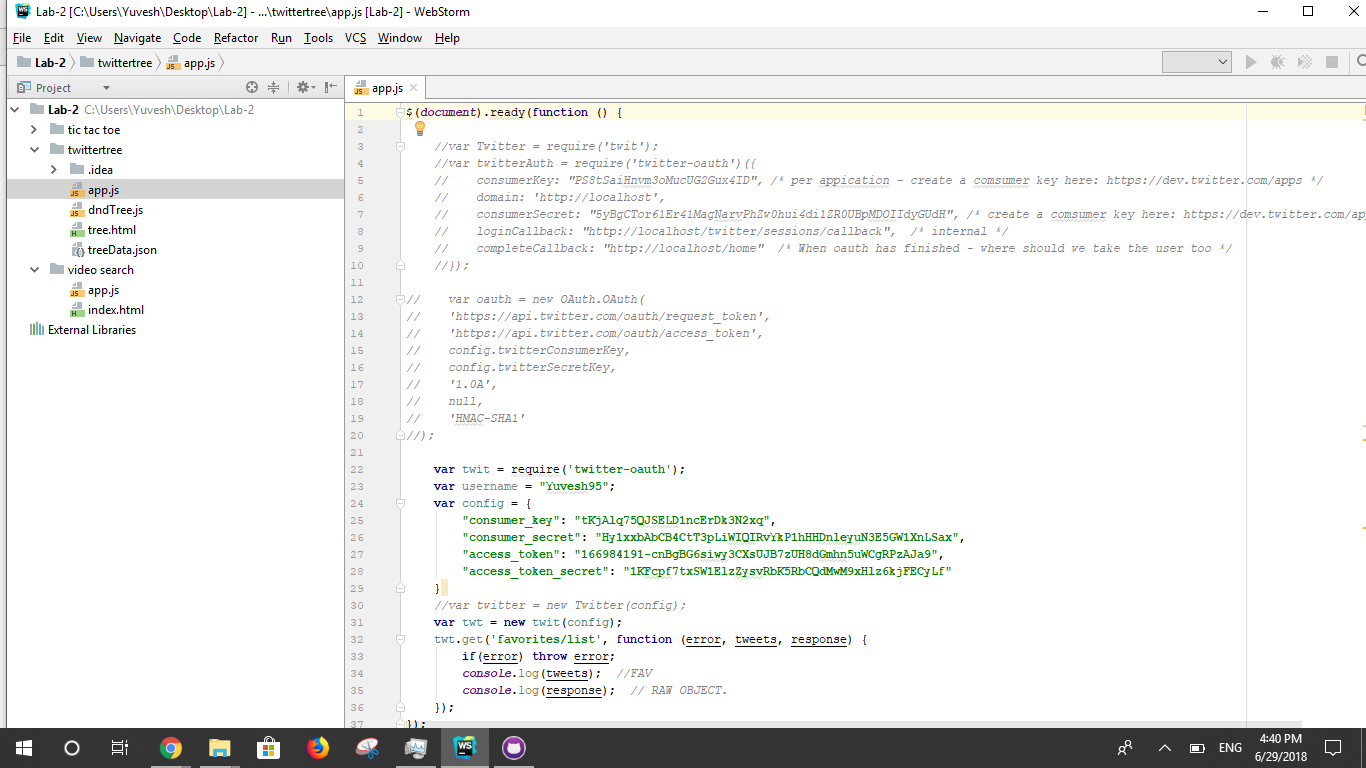 Lab-2 [C:\Users\Yuvesh\Desktop\Lab-2] - ...\twittertree\app.js [Lab-2] - WebStorm
File Edit View Navigate Code Refactor Run Tools VCS Window Help
Lab-2 twittertree app.js
Project
app.js
Lab-2 C:\Users\Yuvesh\Desktop\Lab-2
tic tac toe
twittertree
.idea
app.js
dndTree.js
tree.html
treeData.json
video search
app.js
index.html
External Libraries
1 $(document).ready(function () {
2
3 //var Twitter = require('twit');
4 //var twitterAuth = require('twitter-oauth')({
5 // consumerKey: "PS8tSaiHnvm3oMucUG2Gux4ID", /* per appication - create a comsumer key here: https://dev.twitter.com/apps */
6 // domain: 'http://localhost',
7 // consumerSecret: "5yBgCTor6lEr41MagNarvPhZw0hui4di1ZR0UBpMDOIIdyGUdH", /* create a comsumer key here: https://dev.twitter.com/ap
8 // loginCallback: "http://localhost/twitter/sessions/callback", /* internal */
9 // completeCallback: "http://localhost/home" /* When oauth has finished - where should we take the user too */
10 //});
11
12 // var oauth = new OAuth.OAuth(
13 // 'https://api.twitter.com/oauth/request_token',
14 // 'https://api.twitter.com/oauth/access_token',
15 // config.twitterConsumerKey,
16 // config.twitterSecretKey,
17 // '1.0A',
18 // null,
19 // 'HMAC-SHA1'
20 //);
21
22 var twit = require('twitter-oauth');
23 var username = "Yuvesh95";
24 var config = {
25 "consumer_key": "tKjAlq75QJSELD1ncErDk3N2xq",
26 "consumer_secret": "Hy1xxbAbCB4CtT3pLiWIQIRvYkP1hHHDnleyuN3E5GW1XnLSax",
27 "access_token": "166984191-cnBgBG6siwy3CXsUJB7zUH8dGmhn5uWCgRPzAJa9",
28 "access_token_secret": "1KFcpf7txSW1ElzZysvRbK5RbCQdMwM9xHlz6kjFECyLf"
29 }
30 //var twitter = new Twitter(config);
31 var twt = new twit(config);
32 twt.get('favorites/list', function (error, tweets, response) {
33 if(error) throw error;
34 console.log(tweets); //FAV
35 console.log(response); // RAW OBJECT.
36 });
37 });
ENG
4:40 PM
6/29/2018